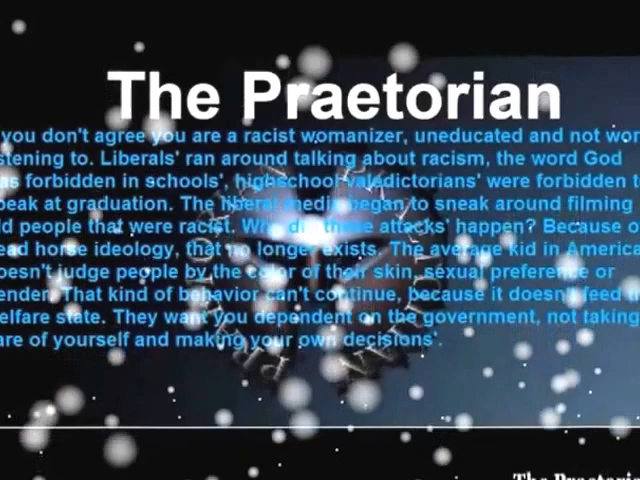 The Praetorian
you don't agree you are a racist womanizer, uneducated and not wor
stening to. Liberals' ran around talking about racism, the word God
as forbidden in schools', highschool valedictorians' were forbidden to
peak at graduation. The liberal media began to sneak around filming
ld people that were racist. Why did these attacks' happen? Because o
ead horse ideology, that no longer exists. The average kid in America
oesn't judge people by the color of their skin, sexual preference or
ender. That kind of behavior can't continue, because it doesn't feed
elfare state. They want you dependent on the government, not taking
are of yourself and making your own decisions'.
The Praetoria